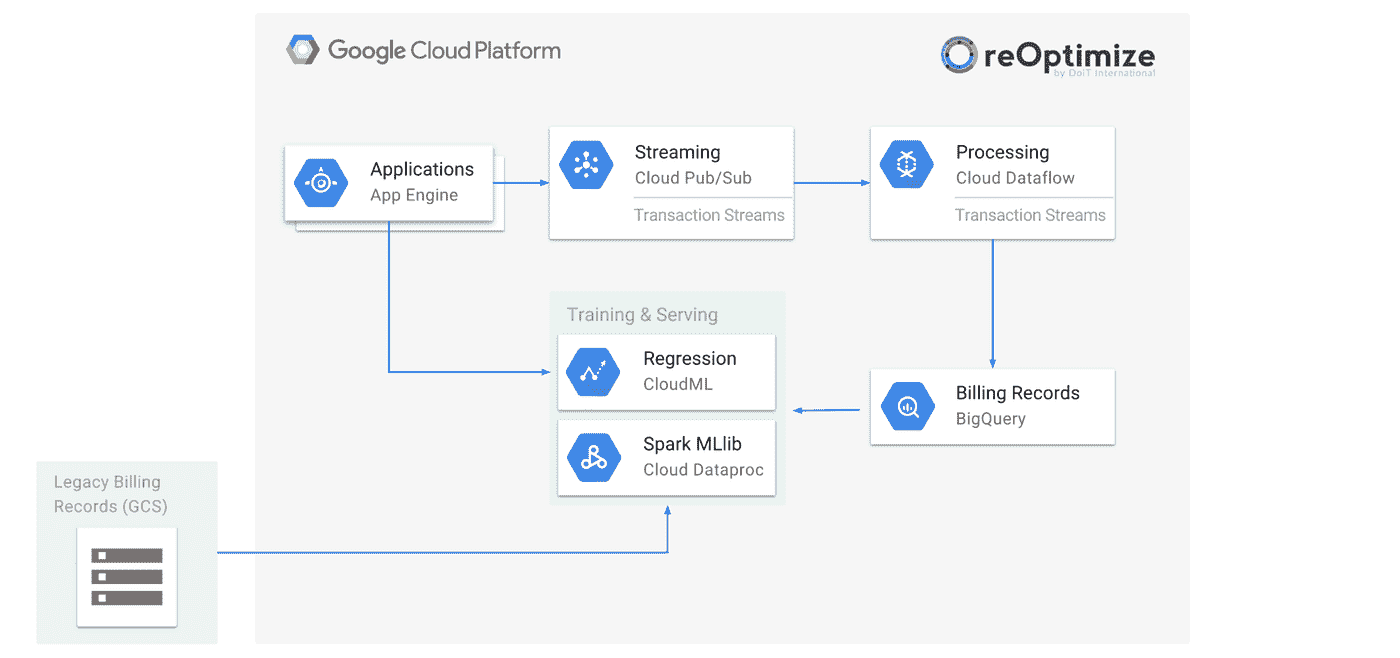 Google Cloud Platform
reOptimize
by DoiT International
Applications
App Engine
Streaming
Cloud Pub/Sub
Transaction Streams
Processing
Cloud Dataflow
Transaction Streams
Training & Serving
Regression
CloudML
Spark MLlib
Cloud Dataproc
Billing Records
BigQuery
Legacy Billing
Records (GCS)